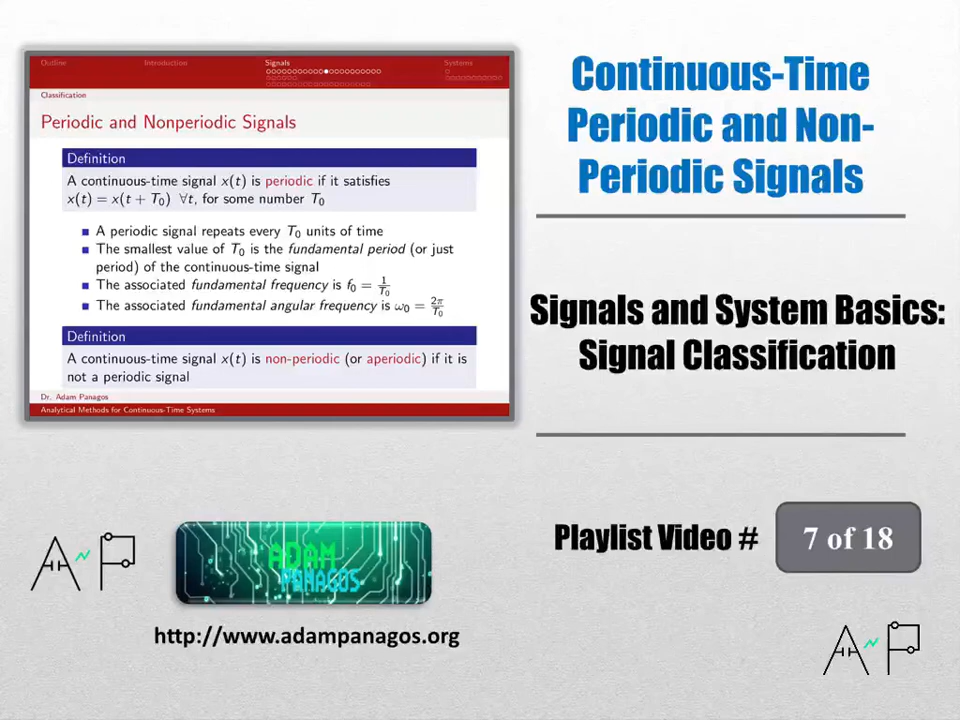 Outline
Introduction
Signals
Systems
Classification
Periodic and Nonperiodic Signals
Definition
A continuous-time signal x(t) is periodic if it satisfies
x(t) = x(t + T₀) ∀t, for some number T₀
A periodic signal repeats every T₀ units of time
The smallest value of T₀ is the fundamental period (or just
period) of the continuous-time signal
The associated fundamental frequency is f₀ = 1/T₀
The associated fundamental angular frequency is ω₀ = 2π/T₀
Definition
A continuous-time signal x(t) is non-periodic (or aperiodic) if it is
not a periodic signal
Dr. Adam Panagos
Analytical Methods for Continuous-Time Systems
Continuous-Time
Periodic and Non-
Periodic Signals
Signals and System Basics:
Signal Classification
Playlist Video #
7 of 18
A P
ADAM
PANAGOS
http://www.adampanagos.org
A P